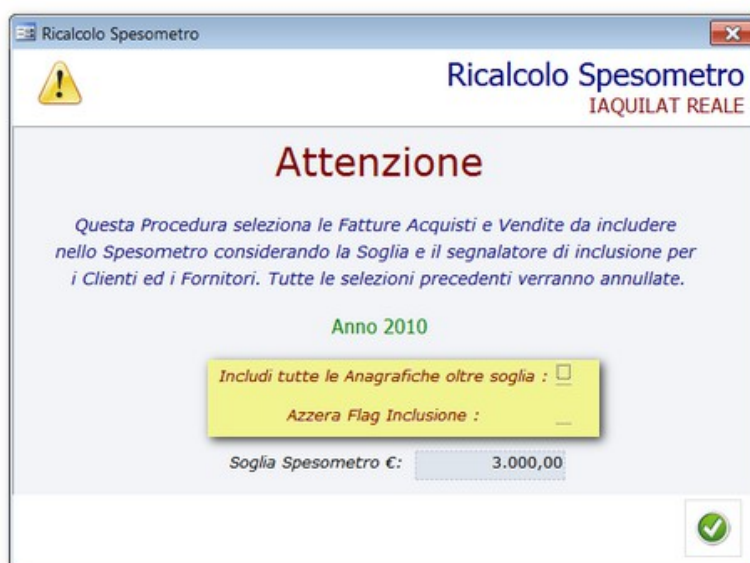 Ricalcolo Spesometro
Ricalcolo Spesometro
IAQUILAT REALE
Attenzione
Questa Procedura seleziona le Fatture Acquisti e Vendite da includere
nello Spesometro considerando la Soglia e il segnalatore di inclusione per
i Clienti ed i Fornitori. Tutte le selezioni precedenti verranno annullate.
Anno 2010
Includi tutte le Anagrafiche oltre soglia :
Azzera Flag Inclusione :
Soglia Spesometro €: 3.000,00